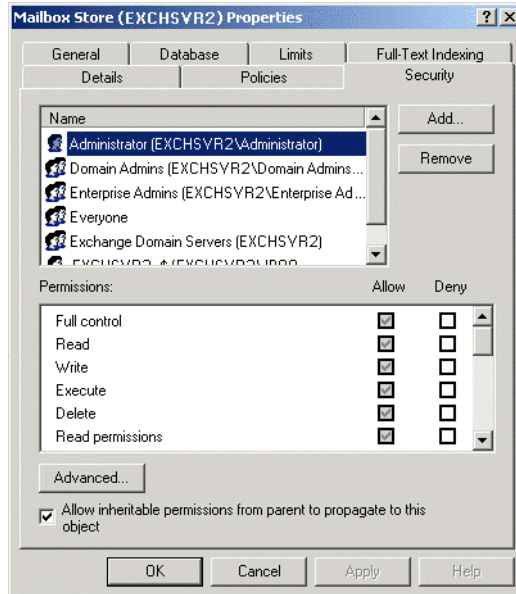 Mailbox Store (EXCHSVR2) Properties
General Database Limits Full-Text Indexing
Details Policies Security
Name
Administrator (EXCHSVR2\Administrator)
Domain Admins (EXCHSVR2\Domain Admins...
Enterprise Admins (EXCHSVR2\Enterprise Ad...
Everyone
Exchange Domain Servers (EXCHSVR2)
Add...
Remove
Permissions: Allow Deny
Full control
Read
Write
Execute
Delete
Read permissions
Advanced...
Allow inheritable permissions from parent to propagate to this
object
OK Cancel Apply Help